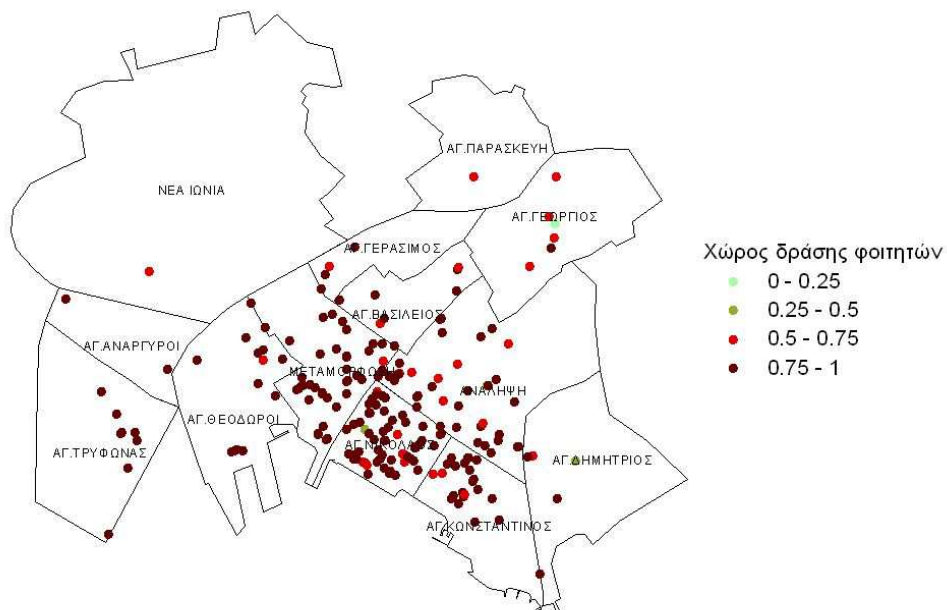 ΑΓ.ΠΑΡΑΣΚΕΥΗ
ΝΕΑ ΙΩΝΙΑ
ΑΓ.ΓΕΩΡΓΙΟΣ
ΑΓ.ΓΕΡΑΣΙΜΟΣ
Χώρος δράσης φοιτητών
0 - 0.25
0.25 - 0.5
0.5 - 0.75
0.75 - 1
ΑΓ.ΒΑΣΙΛΕΙΟΣ
ΑΓ.ΑΝΑΡΓΥΡΟΙ
ΜΕΤΑΜΟΡΦΩΣΗ
ΑΝΑΛΗΨΗ
ΑΓ.ΘΕΟΔΩΡΟΙ
ΑΓ.ΝΙΚΟΛΑΟΣ
ΑΓ.ΤΡΥΦΩΝΑΣ
ΑΓ.ΔΗΜΗΤΡΙΟΣ
ΑΓ.ΚΩΝΣΤΑΝΤΙΝΟΣ